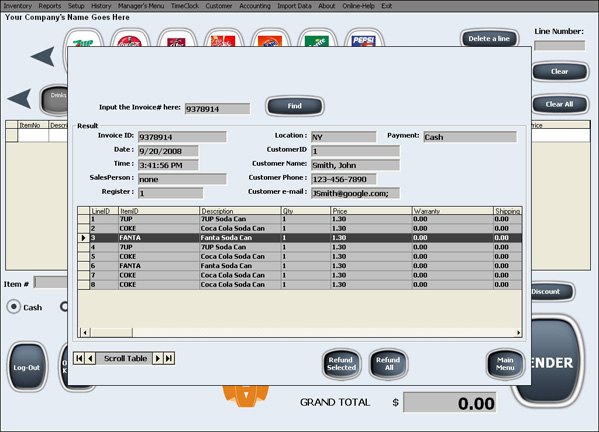 Inventory Reports Setup History Manager's Menu TimeClock Customer Accounting Import Data About Online-Help Exit
Your Company's Name Goes Here
7UP PEPSI
Delete a line
Line Number:
Clear
Drinks
Clear All
Input the Invoice# here: 9378914 Find
Result
Invoice ID: 9378914 Location : NY Payment: Cash
Date : 9/20/2008 CustomerID 1
Time : 3:41:56 PM Customer Name: Smith, John
SalesPerson : none Customer Phone : 123-456-7890
Register : 1 Customer e-mail : JSmith@google.com;
ItemNo Descri Price
LineID ItemID Description Qty Price Warranty Shipping
1 7UP 7UP Soda Can 1 1.30 0.00 0.00
2 COKE Coca Cola Soda Can 1 1.30 0.00 0.00
3 FANTA Fanta Soda Can 1 1.30 0.00 0.00
4 7UP 7UP Soda Can 1 1.30 0.00 0.00
5 COKE Coca Cola Soda Can 1 1.30 0.00 0.00
6 FANTA Fanta Soda Can 1 1.30 0.00 0.00
7 COKE Coca Cola Soda Can 1 1.30 0.00 0.00
8 COKE Coca Cola Soda Can 1 1.30 0.00 0.00
Item #
Discount
Cash
Scroll Table
Refund Selected
Refund All
Main Menu
Log-Out
ENDER
GRAND TOTAL $ 0.00